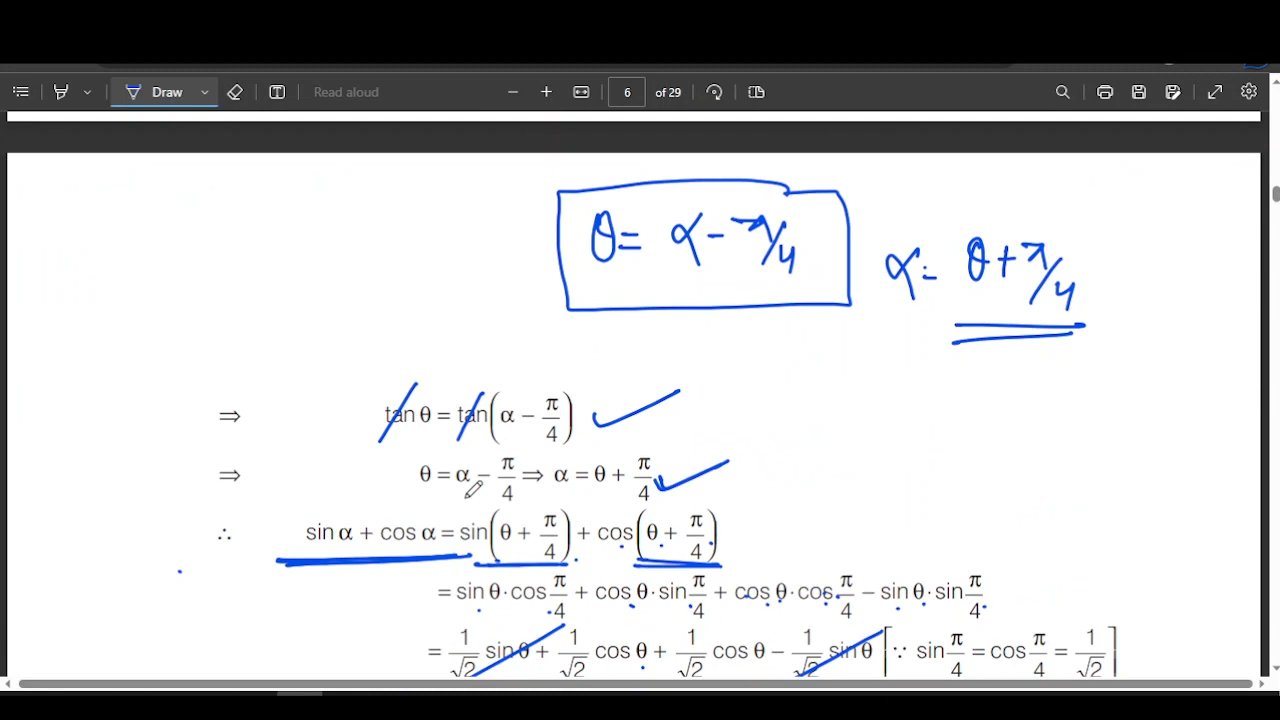 Draw Read aloud 6 of 29
θ = α - π/4
α = θ + π/4
⇒ tan θ = tan(α − π/4)
⇒ θ = α − π/4 ⇒ α = θ + π/4
∴ sin α + cos α = sin(θ + π/4) + cos(θ + π/4)
= sin θ · cos π/4 + cos θ · sin π/4 + cos θ · cos π/4 − sin θ · sin π/4
= 1/√2 sin θ + 1/√2 cos θ + 1/√2 cos θ − 1/√2 sin θ [∵ sin π/4 = cos π/4 = 1/√2]